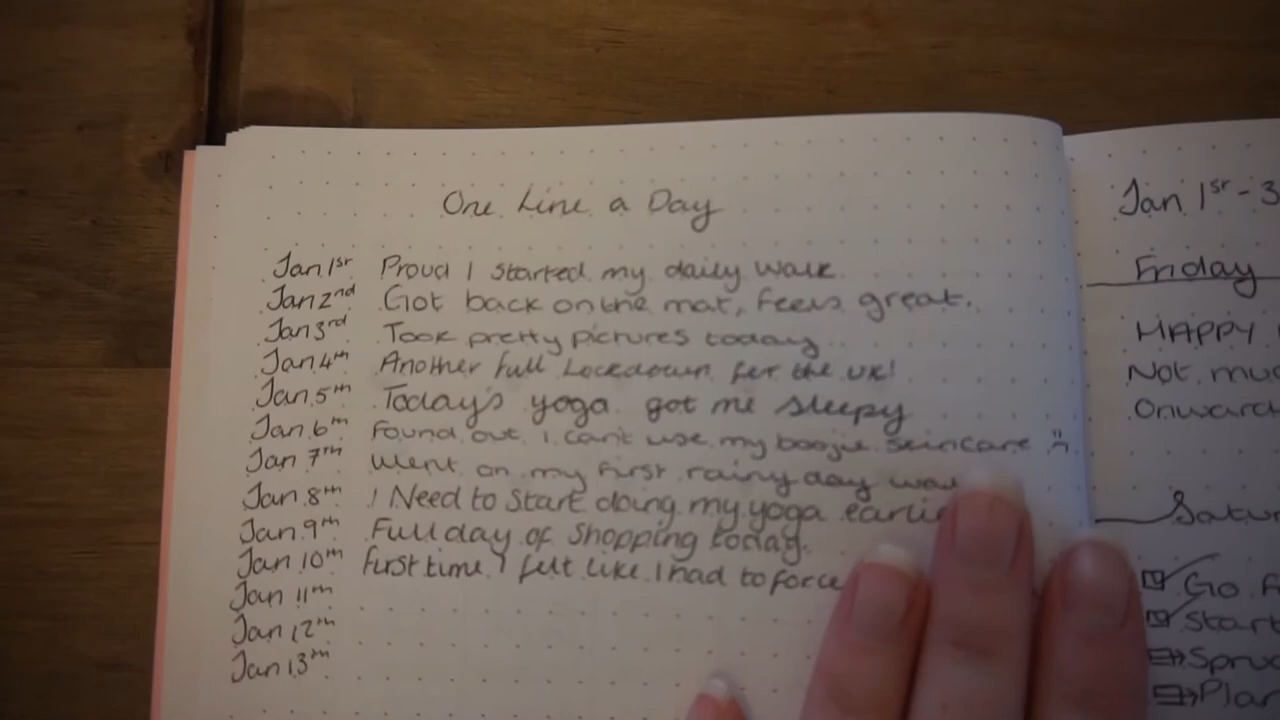 One Line a Day
Jan 1st Proud I started my daily walk
Jan 2nd Got back on the mat, feels great.
Jan 3rd Took pretty pictures today
Jan 4th Another full Lockdown for the UK!
Jan 5th Today's yoga got me sleepy
Jan 6th Found out I can't use my boojie skincare :(
Jan 7th Went on my first rainy day
Jan 8th I Need to start doing my yoga
Jan 9th Full day of shopping today.
Jan 10th First time I felt like I had to force
Jan 11th
Jan 12th
Jan 13th
Jan 1st - 3
Friday
HAPPY
Not
Onward
Go
Start